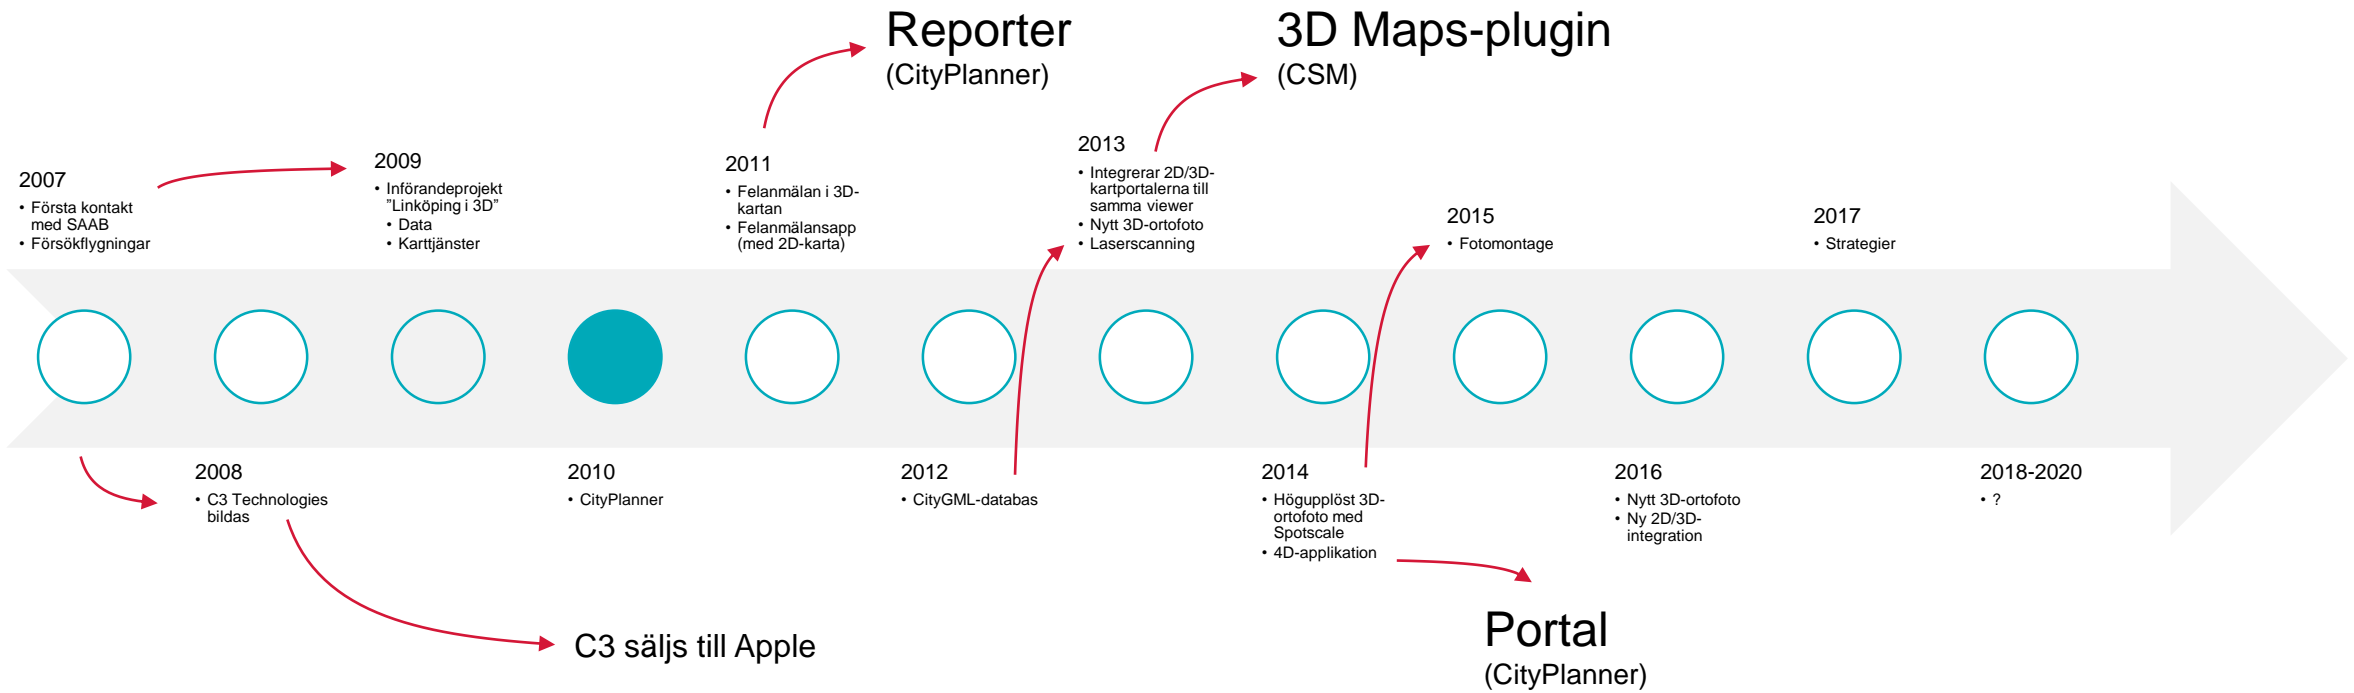 Reporter
(CityPlanner)
3D Maps-plugin
(CSM)
2007
• Första kontakt
med SAAB
• Försökflygningar
2009
• Införandeprojekt
”Linköping i 3D”
• Data
• Karttjänster
2011
• Felanmälan i 3D-
kartan
• Felanmälansapp
(med 2D-karta)
2013
• Integrerar 2D/3D-
kartportalerna till
samma viewer
• Nytt 3D-ortofoto
• Laserscanning
2015
• Fotomontage
2017
• Strategier
2008
• C3 Technologies
bildas
2010
• CityPlanner
2012
• CityGML-databas
2014
• Högupplöst 3D-
ortofoto med
Spotscale
• 4D-applikation
2016
• Nytt 3D-ortofoto
• Ny 2D/3D-
integration
2018-2020
• ?
C3 säljs till Apple
Portal
(CityPlanner)